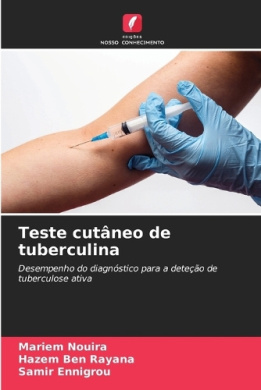 edições
NOSSO CONHECIMENTO
Teste cutâneo de
tuberculina
Desempenho do diagnóstico para a deteção de
tuberculose ativa
Mariem Nouira
Hazem Ben Rayana
Samir Ennigrou